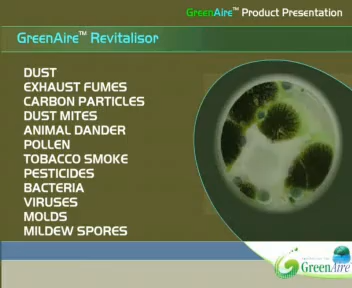 GreenAire™ Product Presentation
GreenAire™ Revitalisor
DUST
EXHAUST FUMES
CARBON PARTICLES
DUST MITES
ANIMAL DANDER
POLLEN
TOBACCO SMOKE
PESTICIDES
BACTERIA
VIRUSES
MOLDS
MILDEW SPORES
GreenAire